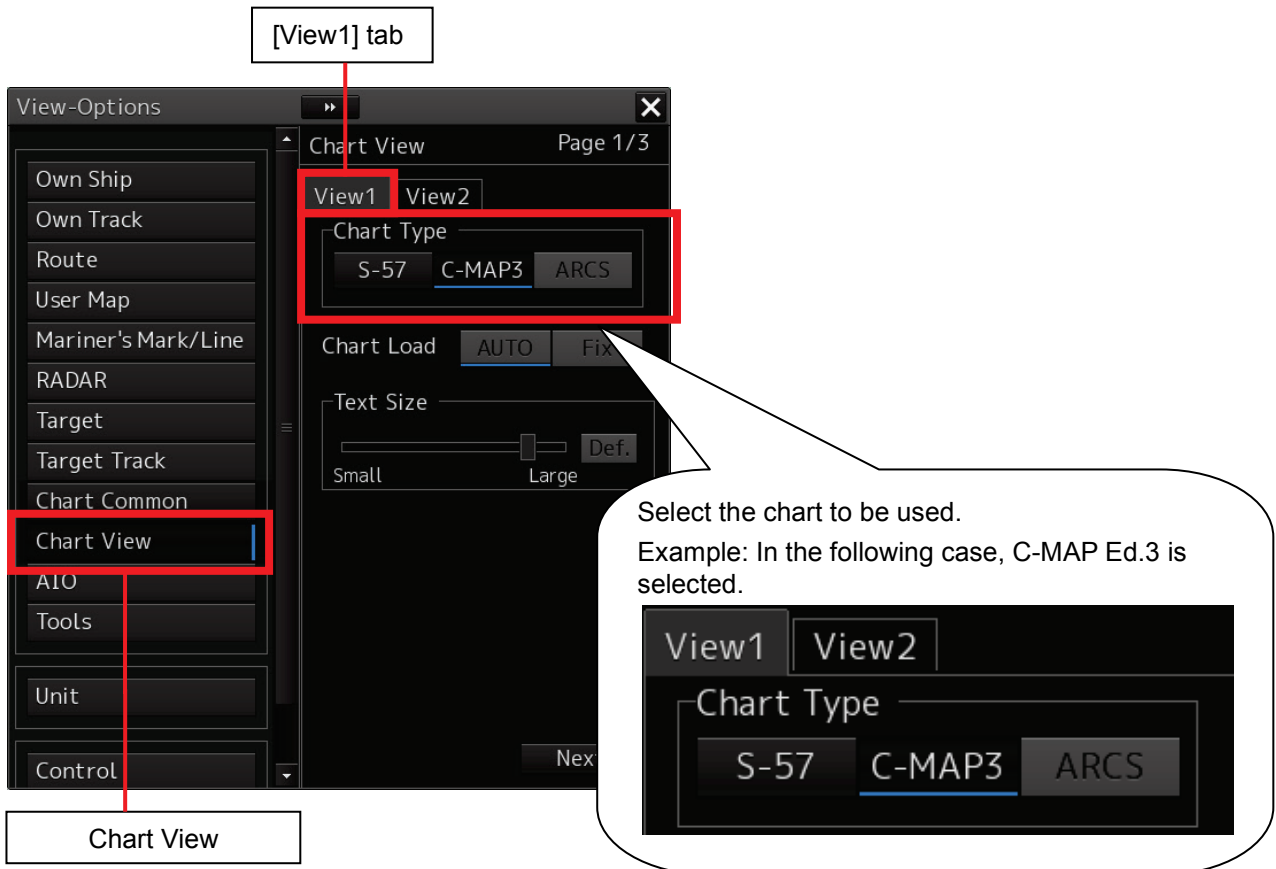 [View1] tab
View-Options
Chart View Page 1/3
Own Ship
Own Track
Route
User Map
Mariner's Mark/Line
RADAR
Target
Target Track
Chart Common
Chart View
AIO
Tools
Unit
Control
View1 View2
Chart Type
S-57 C-MAP3 ARCS
Chart Load AUTO Fix
Text Size
Def.
Small Large
Select the chart to be used.
Example: In the following case, C-MAP Ed.3 is
selected.
View1 View2
Chart Type
S-57 C-MAP3 ARCS
Chart View